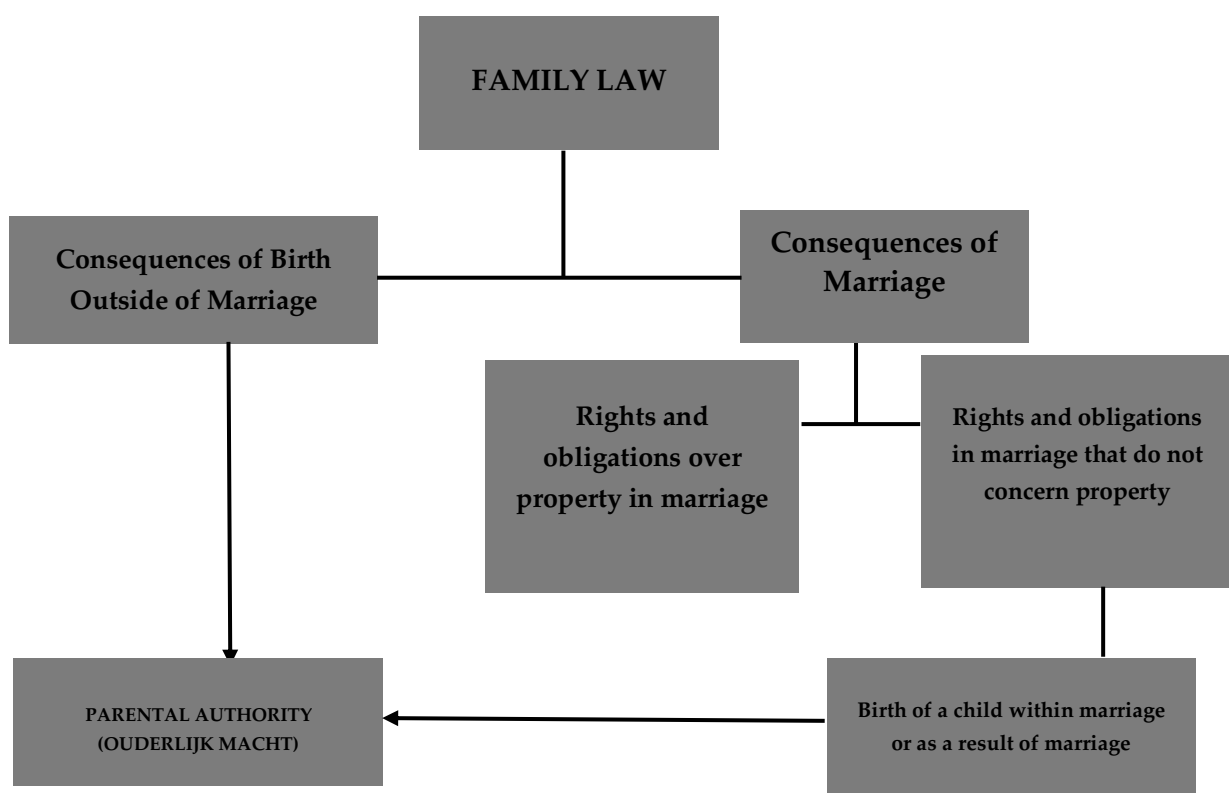 FAMILY LAW
Consequences of Birth
Outside of Marriage
Consequences of
Marriage
Rights and
obligations over
property in marriage
Rights and obligations
in marriage that do not
concern property
PARENTAL AUTHORITY
(OUDERLIJK MACHT)
Birth of a child within marriage
or as a result of marriage